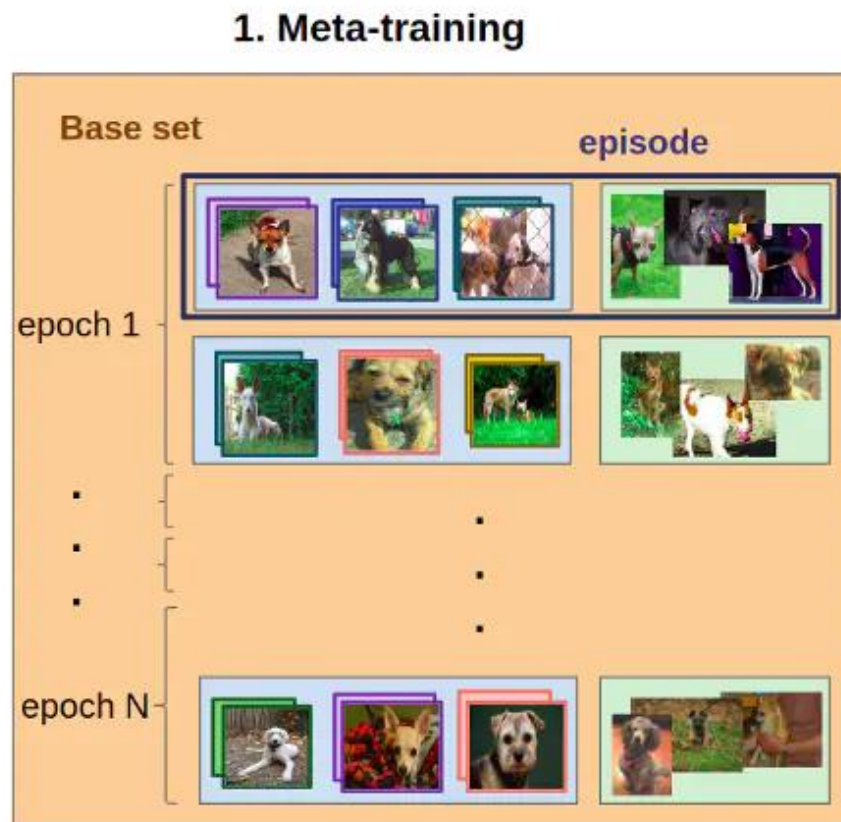 1. Meta-training
Base set
episode
epoch 1
epoch N